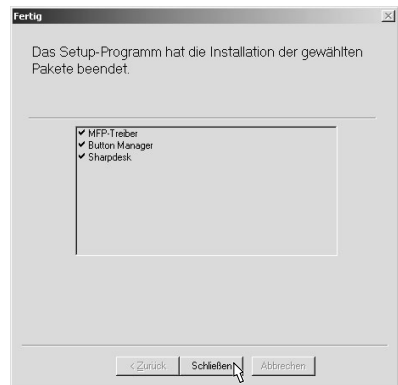 Fertig
Das Setup-Programm hat die Installation der gewählten
Pakete beendet.
MFP-Treiber
Button Manager
Sharpdesk
<Zurück Schließen Abbrechen